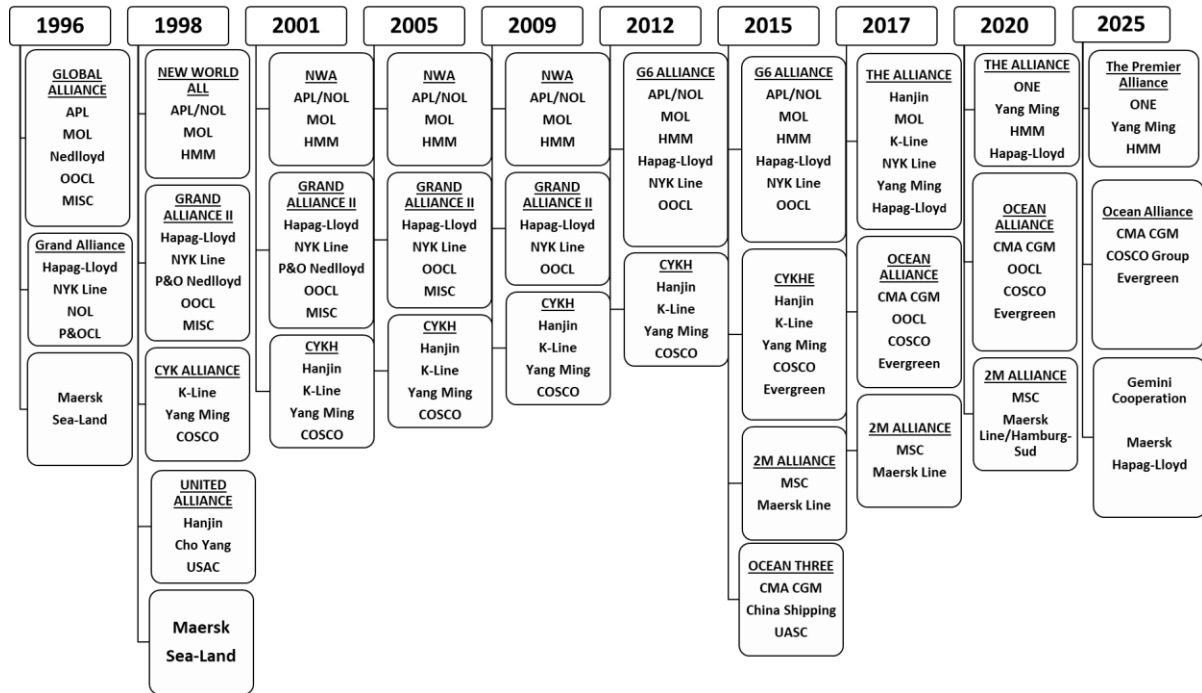 1996
GLOBAL
ALLIANCE
APL
MOL
Nedlloyd
OOCL
MISC
Grand Alliance
Hapag-Lloyd
NYK Line
NOL
P&OCL
Maersk
Sea-Land
1998
NEW WORLD
ALL
APL/NOL
MOL
HMM
GRAND
ALLIANCE II
Hapag-Lloyd
NYK Line
P&O Nedlloyd
OOCL
MISC
CYK ALLIANCE
K-Line
Yang Ming
COSCO
UNITED
ALLIANCE
Hanjin
Cho Yang
USAC
Maersk
Sea-Land
2001
NWA
APL/NOL
MOL
HMM
GRAND
ALLIANCE II
Hapag-Lloyd
NYK Line
P&O Nedlloyd
OOCL
MISC
CYKH
Hanjin
K-Line
Yang Ming
COSCO
2005
NWA
APL/NOL
MOL
HMM
GRAND
ALLIANCE II
Hapag-Lloyd
NYK Line
OOCL
MISC
CYKH
Hanjin
K-Line
Yang Ming
COSCO
2009
NWA
APL/NOL
MOL
HMM
GRAND
ALLIANCE II
Hapag-Lloyd
NYK Line
OOCL
CYKH
Hanjin
K-Line
Yang Ming
COSCO
2012
G6 ALLIANCE
APL/NOL
MOL
HMM
Hapag-Lloyd
NYK Line
OOCL
CYKH
Hanjin
K-Line
Yang Ming
COSCO
2015
G6 ALLIANCE
APL/NOL
MOL
HMM
Hapag-Lloyd
NYK Line
OOCL
CYKHE
Hanjin
K-Line
Yang Ming
COSCO
Evergreen
2M ALLIANCE
MSC
Maersk Line
OCEAN THREE
CMA CGM
China Shipping
UASC
2017
THE ALLIANCE
Hanjin
MOL
K-Line
NYK Line
Yang Ming
Hapag-Lloyd
OCEAN
ALLIANCE
CMA CGM
OOCL
COSCO
Evergreen
2M ALLIANCE
MSC
Maersk Line
2020
THE ALLIANCE
ONE
Yang Ming
HMM
Hapag-Lloyd
OCEAN
ALLIANCE
CMA CGM
OOCL
COSCO
Evergreen
2M ALLIANCE
MSC
Maersk
Line/Hamburg-
Sud
2025
The Premier
Alliance
ONE
Yang Ming
HMM
Ocean Alliance
CMA CGM
COSCO Group
Evergreen
Gemini
Cooperation
Maersk
Hapag-Lloyd